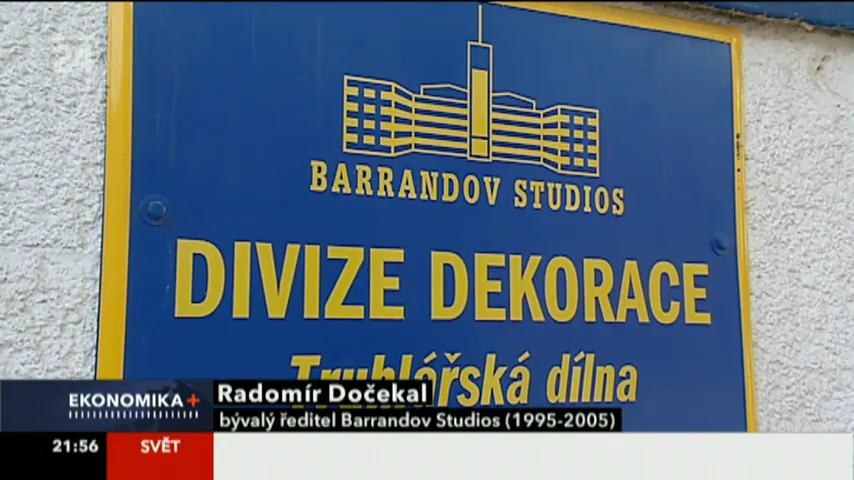 BARRANDOV STUDIOS
DIVIZE DEKORACE
Truhlářská dílna
EKONOMIKA+
Radomír Dočekal
bývalý ředitel Barrandov Studios (1995-2005)
21:56
SVĚT